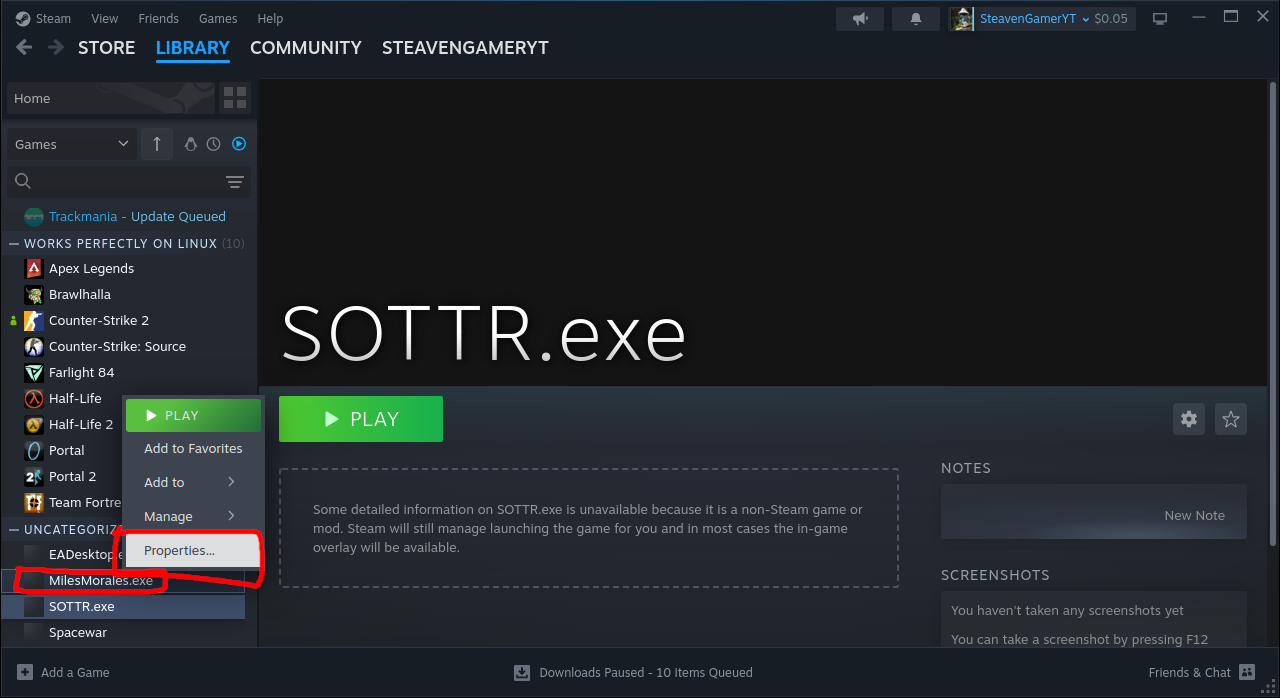 Steam View Friends Games Help
SteavenGamerYT $0.05
STORE LIBRARY COMMUNITY STEAVENGAMERYT
Home
Games
Trackmania - Update Queued
WORKS PERFECTLY ON LINUX (10)
Apex Legends
Brawlhalla
Counter-Strike 2
Counter-Strike: Source
Farlight 84
Half-Life
Half-Life 2
Portal
Portal 2
Team Fortre
UNCATEGORIZ
EADesktop.e
MilesMorales.exe
SOTTR.exe
Spacewar
PLAY
Add to Favorites
Add to
Manage
Properties...
SOTTR.exe
PLAY
Some detailed information on SOTTR.exe is unavailable because it is a non-Steam game or
mod. Steam will still manage launching the game for you and in most cases the in-game
overlay will be available.
NOTES
New Note
SCREENSHOTS
You haven't taken any screenshots yet
You can take a screenshot by pressing F12
Add a Game
Downloads Paused - 10 Items Queued
Friends & Chat